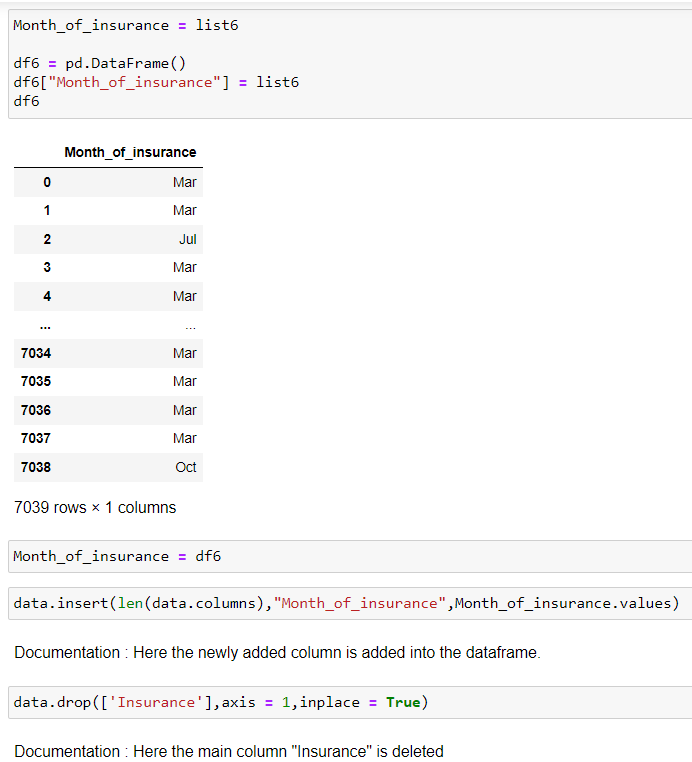 Month_of_insurance = list6
df6 = pd.DataFrame()
df6["Month_of_insurance"] = list6
df6
Month_of_insurance
0 Mar
1 Mar
2 Jul
3 Mar
4 Mar
... ...
7034 Mar
7035 Mar
7036 Mar
7037 Mar
7038 Oct
7039 rows × 1 columns
Month_of_insurance = df6
data.insert(len(data.columns),"Month_of_insurance",Month_of_insurance.values)
Documentation : Here the newly added column is added into the dataframe.
data.drop(['Insurance'],axis = 1,inplace = True)
Documentation : Here the main column "Insurance" is deleted